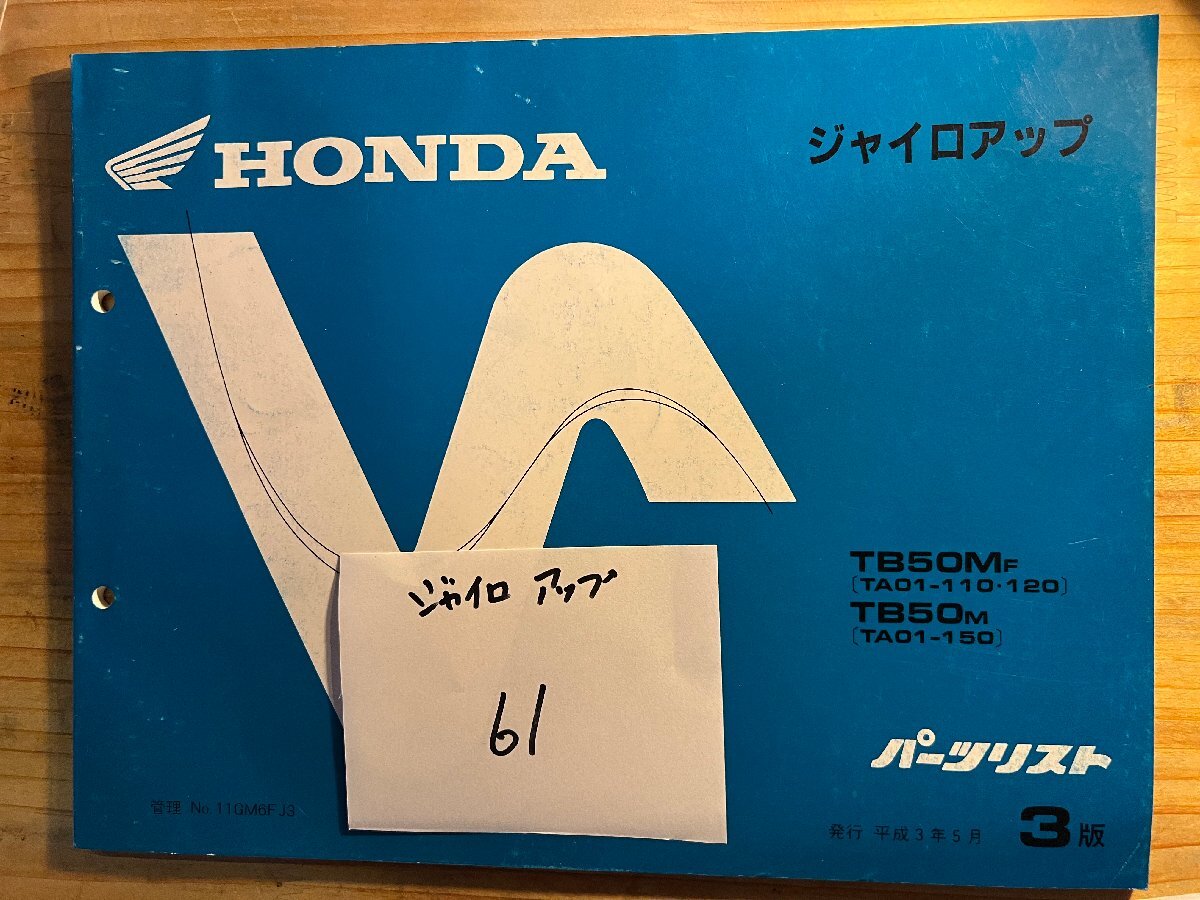 HONDA
ジャイロアップ
TB50MF
〔TA01-110・120〕
TB50M
〔TA01-150〕
ジャイロ アップ
61
パーツリスト
管理 No.11GM6FJ3
発行 平成3年5月 3版